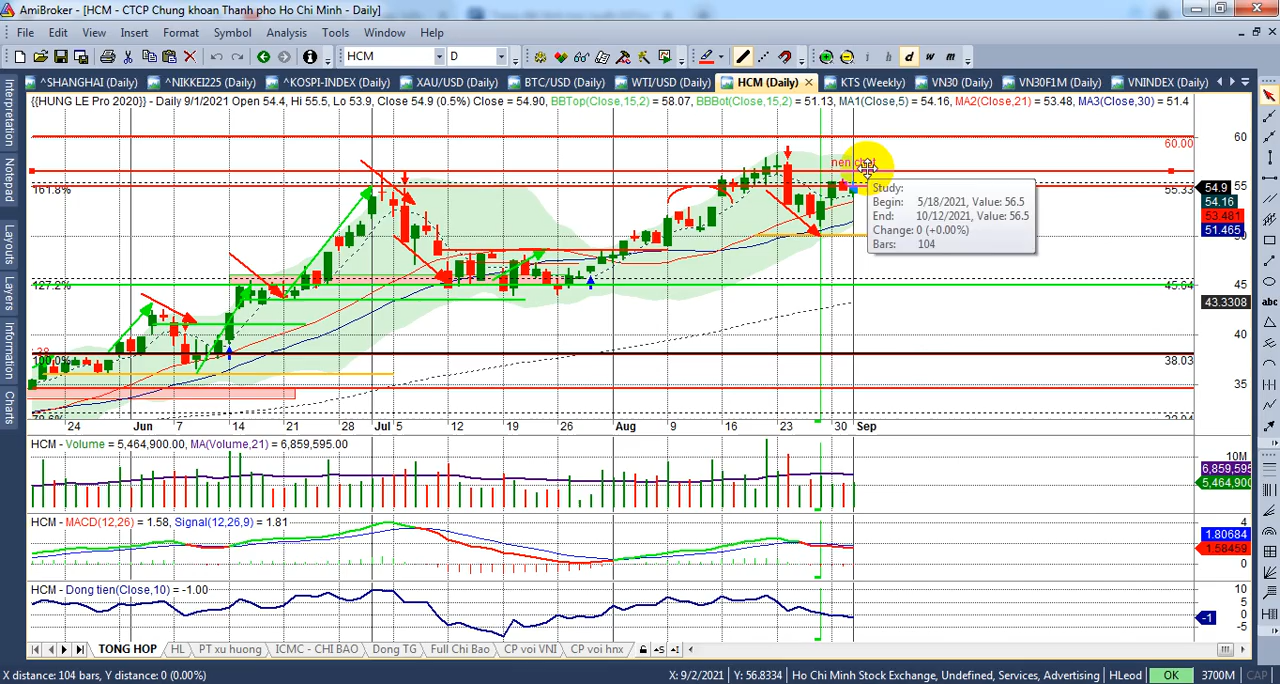 AmiBroker - [HCM - CTCP Chung khoan Thanh pho Ho Chi Minh - Daily]
File Edit View Insert Format Symbol Analysis Tools Window Help
HCM D i h d w m
^SHANGHAI (Daily) ^NIKKEI225 (Daily) ^KOSPI-INDEX (Daily) XAU/USD (Daily) BTC/USD (Daily) WTI/USD (Daily) HCM (Daily) KTS (Weekly) VN30 (Daily) VN30F1M (Daily) VNINDEX (Daily)
{{HUNG LE Pro 2020}} - Daily 9/1/2021 Open 54.4, Hi 55.5, Lo 53.9, Close 54.9 (0.5%) Close = 54.90, BBTop(Close,15,2) = 58.07, BBBot(Close,15,2) = 51.13, MA1(Close,5) = 54.16, MA2(Close,21) = 53.48, MA3(Close,30) = 51.4
Interpretation
Notepad
Layouts
Layers
Information
Charts
60
60.00
161.8%
55.33
55
54.9
54.16
53.481
51.465
Study:
Begin: 5/18/2021, Value: 56.5
End: 10/12/2021, Value: 56.5
Change: 0 (+0.00%)
Bars: 104
127.2%
45.64
45
43.3308
40
100.0%
38.03
35
24 Jun 7 14 21 28 Jul 5 12 19 26 Aug 9 16 23 30 Sep
HCM - Volume = 5,464,900.00, MA(Volume,21) = 6,859,595.00
10M
6,859,595
5,464,900
HCM - MACD(12,26) = 1.58, Signal(12,26,9) = 1.81
4
1.80684
1.58459
0
HCM - Dong tien(Close,10) = -1.00
10
5
0
-1
-5
abc
TONG HOP HL PT xu huong ICMC - CHI BAO Dong TG Full Chi Bao CP voi VNI CP voi hnx
X distance: 104 bars, Y distance: 0 (0.00%) X: 9/2/2021 Y: 56.8334 Ho Chi Minh Stock Exchange, Undefined, Services, Advertising HLeod OK 3700M CAP